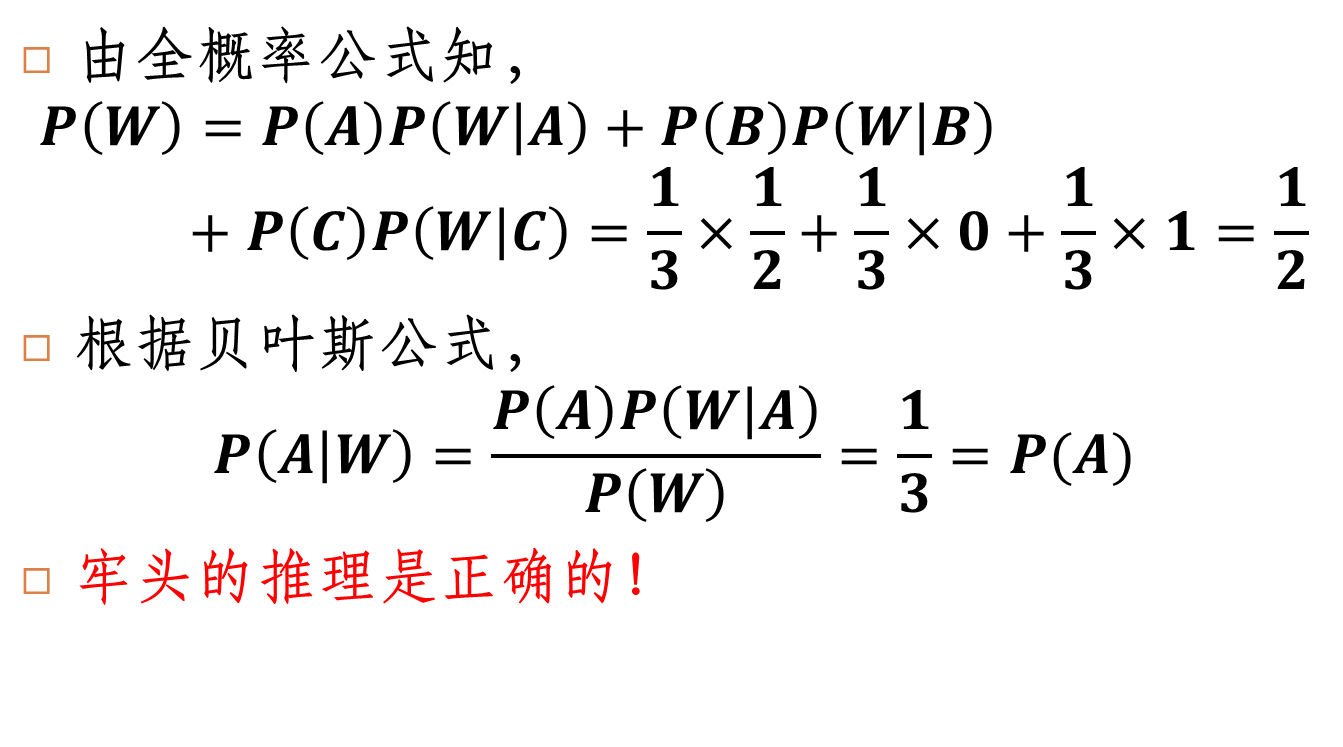 □ 由全概率公式知，
P(W) = P(A)P(W|A) + P(B)P(W|B)
+ P(C)P(W|C) = 1/3 × 1/2 + 1/3 × 0 + 1/3 × 1 = 1/2
□ 根据贝叶斯公式，
P(A|W) = P(A)P(W|A) / P(W) = 1/3 = P(A)
□ 牢头的推理是正确的！